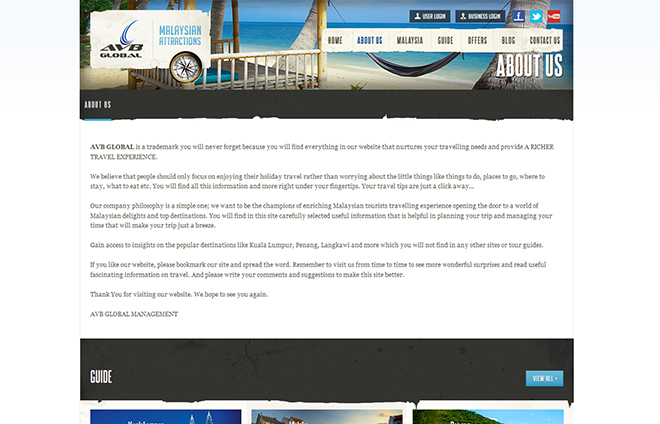 USER LOGIN
BUSINESS LOGIN
AVB
GLOBAL
MALAYSIAN
ATTRACTIONS
HOME ABOUT US MALAYSIA GUIDE OFFERS BLOG CONTACT US
ABOUT US
ABOUT US
AVB GLOBAL is a trademark you will never forget because you will find everything in our website that nurtures your travelling needs and provide A RICHER
TRAVEL EXPERIENCE.
We believe that people should only focus on enjoying their holiday travel rather than worrying about the little things like things to do, places to go, where to
stay, what to eat etc. You will find all this information and more right under your fingertips. Your travel tips are just a click away...
Our company philosophy is a simple one; we want to be the champions of enriching Malaysian tourists travelling experience opening the door to a world of
Malaysian delights and top destinations. You will find in this site carefully selected useful information that is helpful in planning your trip and managing your
time that will make your trip just a breeze.
Gain access to insights on the popular destinations like Kuala Lumpur, Penang, Langkawi and more which you will not find in any other sites or tour guides.
If you like our website, please bookmark our site and spread the word. Remember to visit us from time to time to see more wonderful surprises and read useful
fascinating information on travel. And please write your comments and suggestions to make this site better.
Thank You for visiting our website. We hope to see you again.
AVB GLOBAL MANAGEMENT
GUIDE
VIEW ALL